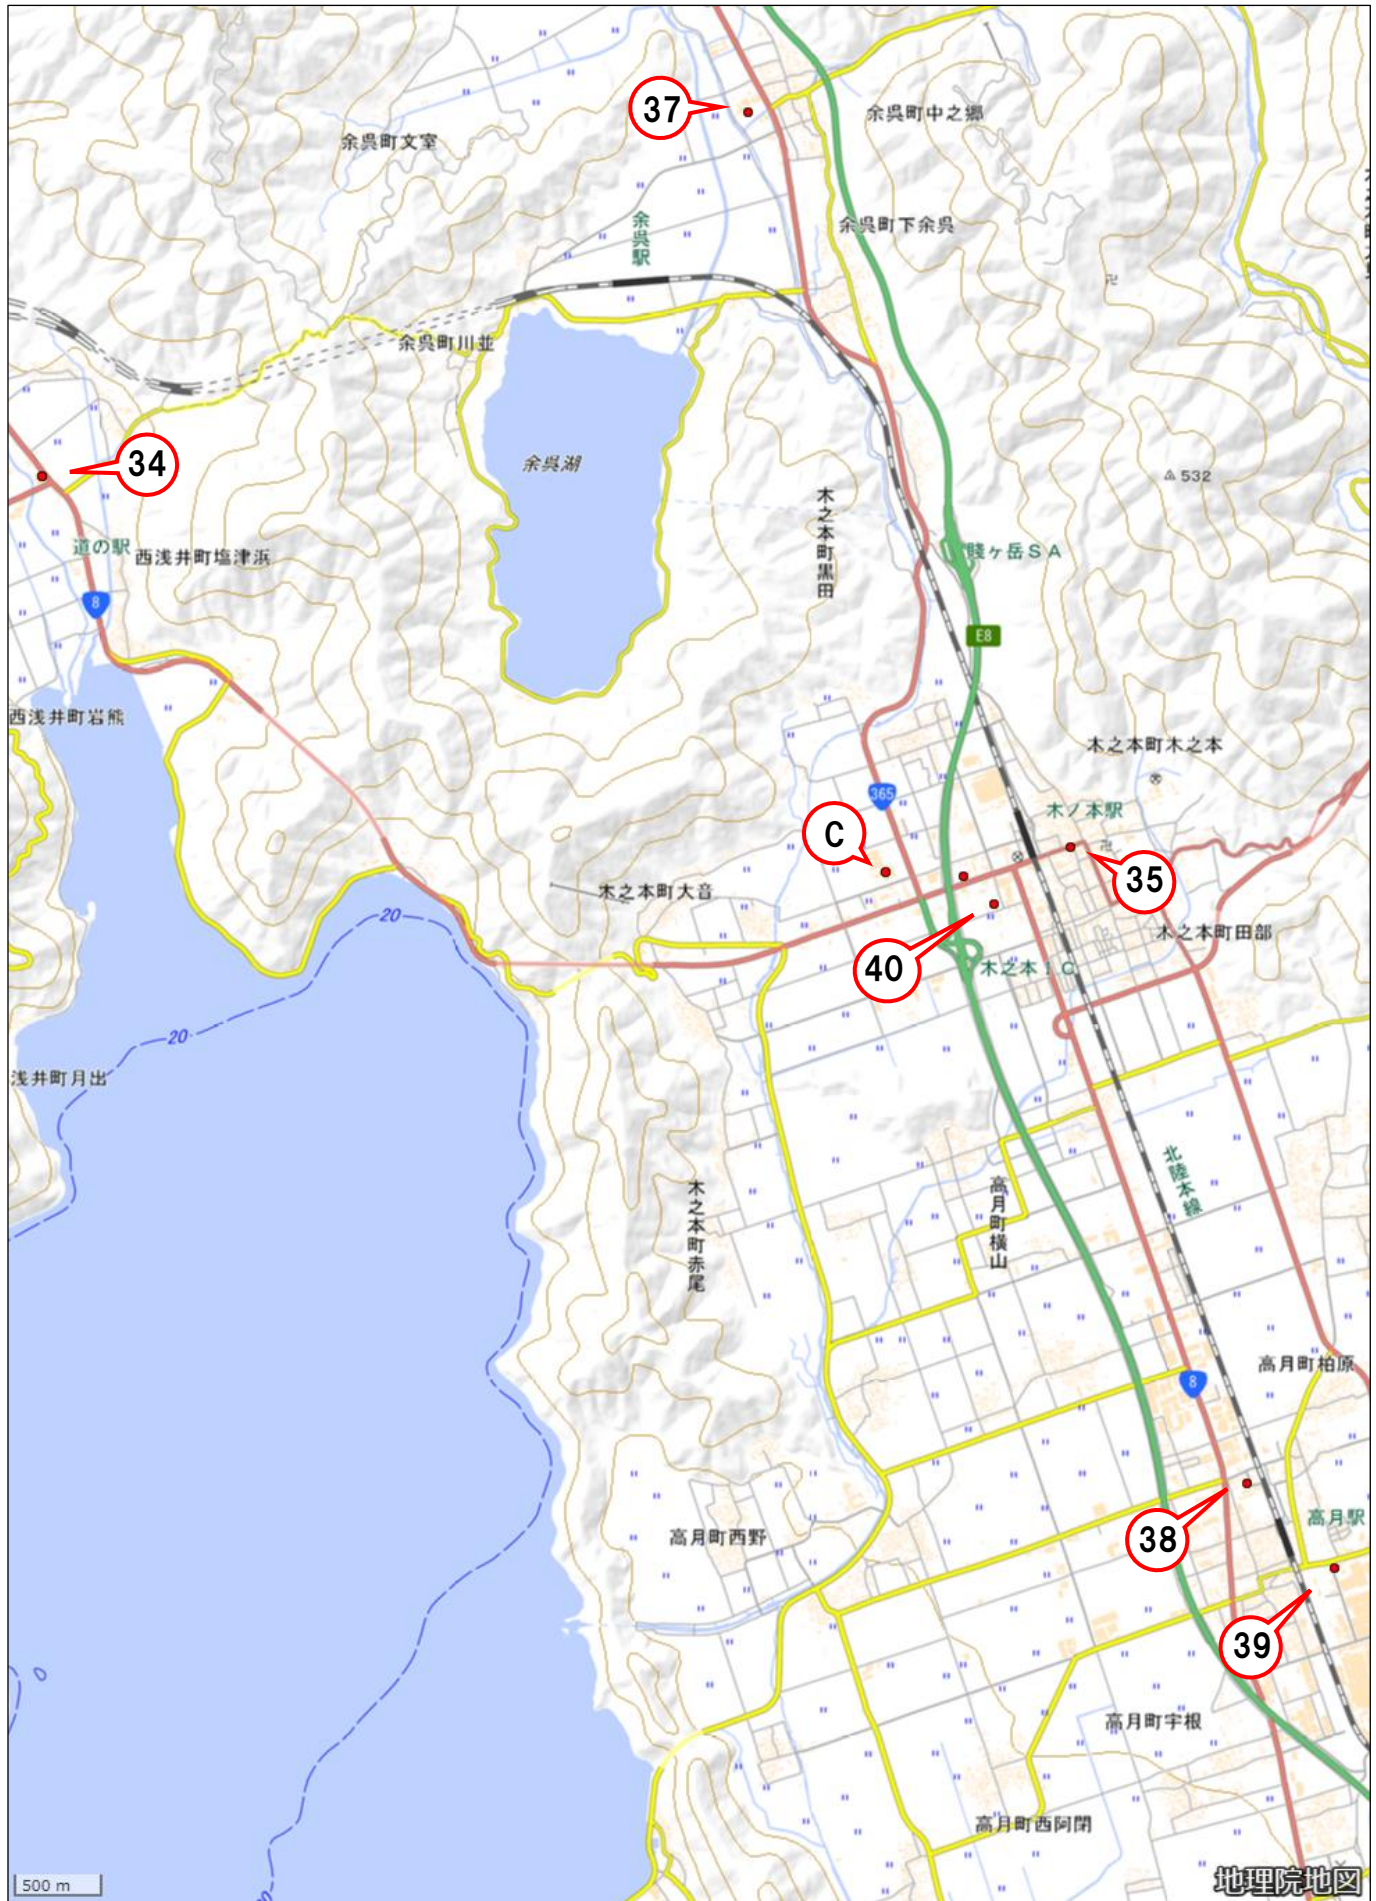 37
余呉町中之郷
余呉町文室
余呉駅
余呉町下余呉
余呉町川並
34
余呉湖
532
木之本町黒田
道の駅
西浅井町塩津浜
賤ヶ岳SA
8
E8
西浅井町岩熊
木之本町木之本
365
木ノ本駅
C
35
木之本町大音
20
木之本町田部
40
木之本IC
20
浅井町月出
北陸本線
高月町横山
木之本町赤尾
高月町柏原
8
高月駅
高月町西野
38
39
高月町宇根
高月町西阿閉
500 m
地理院地図